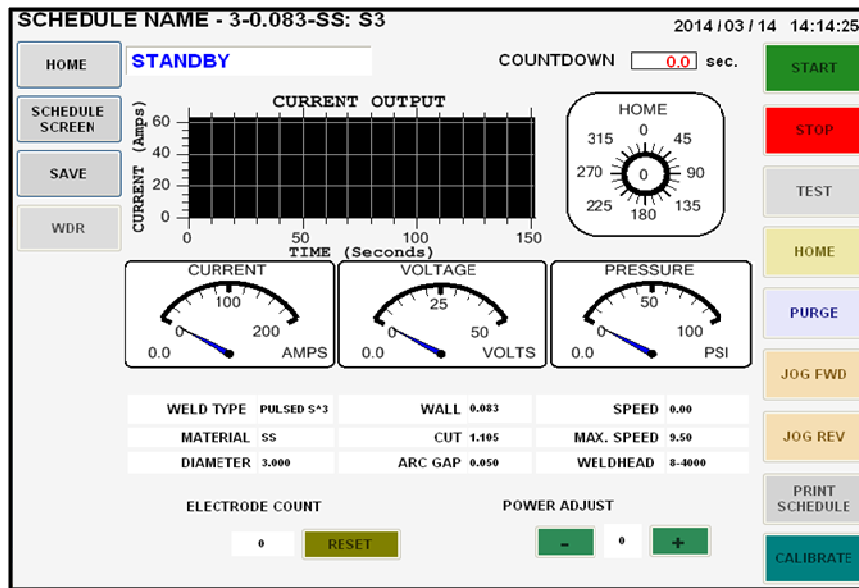 SCHEDULE NAME - 3-0.083-SS: S3
2014 / 03 / 14 14:14:25
HOME
STANDBY
COUNTDOWN 0.0 sec.
START
SCHEDULE
SCREEN
SAVE
WDR
CURRENT OUTPUT
CURRENT (Amps)
60
40
20
0
0 50 100 150
TIME (Seconds)
HOME
0
315 45
270 0 90
225 135
180
STOP
TEST
HOME
PURGE
JOG FWD
JOG REV
PRINT
SCHEDULE
CALIBRATE
CURRENT
100
0 200
0.0 AMPS
VOLTAGE
25
0 50
0.0 VOLTS
PRESSURE
50
0 100
0.0 PSI
WELD TYPE PULSED S^3 WALL 0.083 SPEED 0.00
MATERIAL SS CUT 1.105 MAX. SPEED 9.50
DIAMETER 3.000 ARC GAP 0.050 WELDHEAD 8-4000
ELECTRODE COUNT
0 RESET
POWER ADJUST
- 0 +